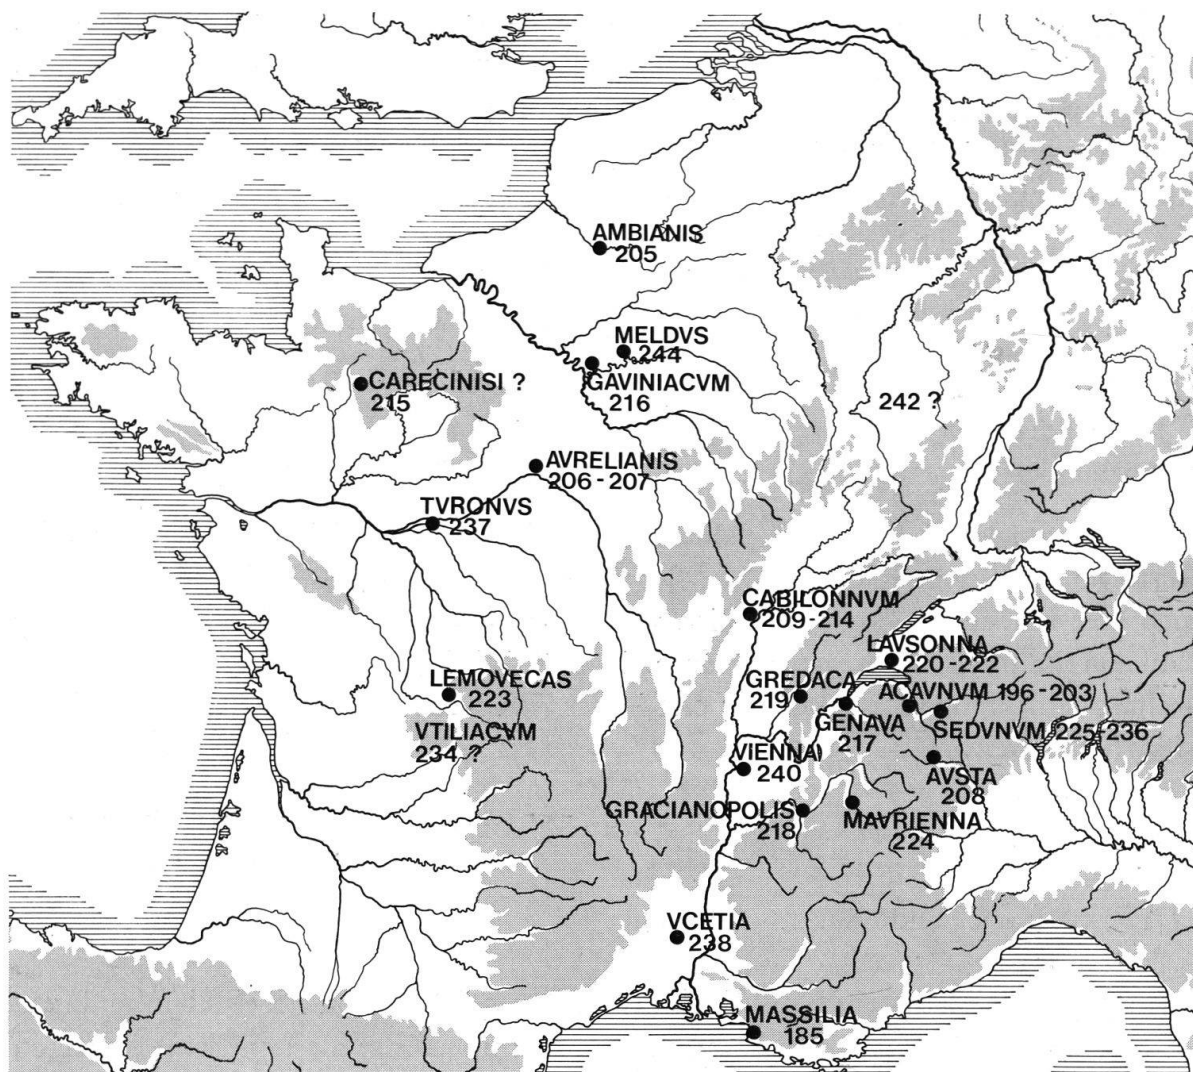 AMBIANIS
205
MELDVS
244
GAVINIACVM
216
CARECINISI ?
215
242 ?
AVRELIANIS
206 - 207
TVRONVS
237
CABILONNVM
209 - 214
LAVSONNA
220 - 222
LEMOVECAS
223
GREDACA
219
ACAVNVM 196 - 203
GENAVA
217
SEDVNVM 225 - 236
VTILIACVM
234 ?
VIENNA
240
AVSTA
208
GRACIANOPOLIS
218
MAVRIENNA
224
VCETIA
238
MASSILIA
185